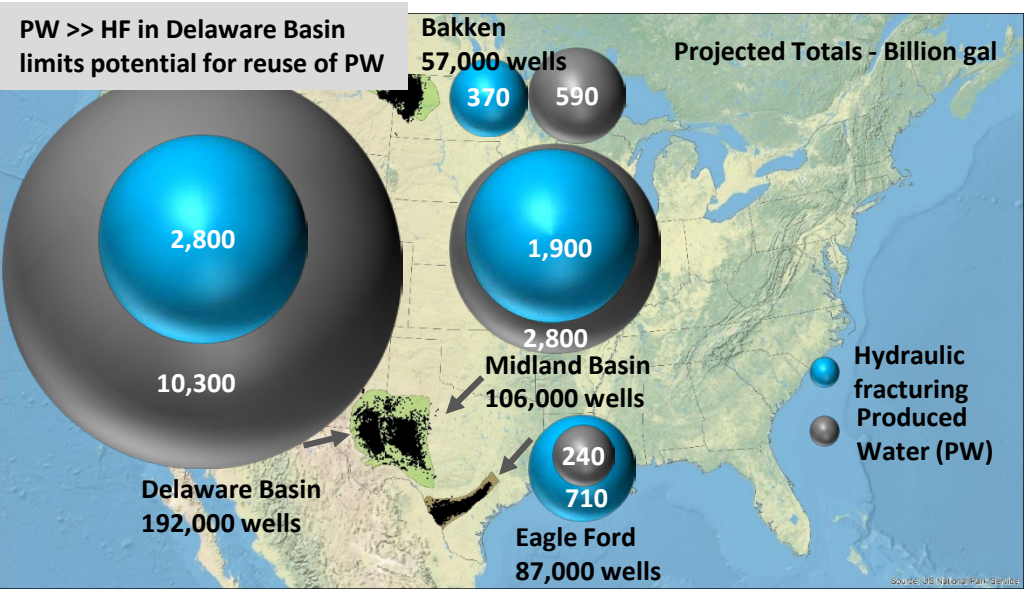 PW >> HF in Delaware Basin
limits potential for reuse of PW
Bakken
57,000 wells
Projected Totals - Billion gal
370
590
2,800
1,900
10,300
2,800
Midland Basin
106,000 wells
Hydraulic
fracturing
Produced
Water (PW)
240
710
Delaware Basin
192,000 wells
Eagle Ford
87,000 wells
Source: US National Park Service